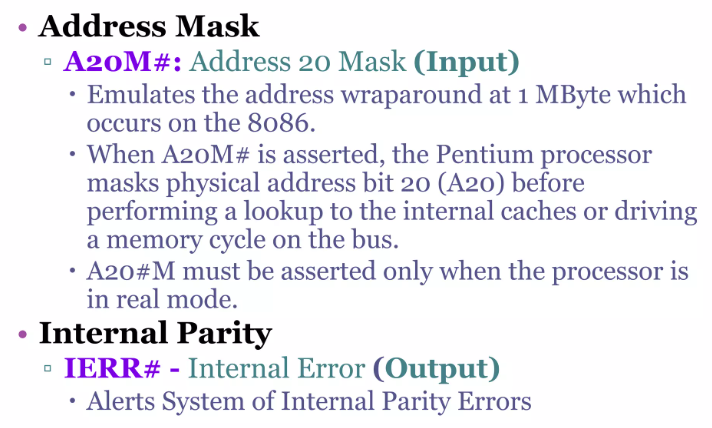 • Address Mask
▫ A20M#: Address 20 Mask (Input)
• Emulates the address wraparound at 1 MByte which
occurs on the 8086.
• When A20M# is asserted, the Pentium processor
masks physical address bit 20 (A20) before
performing a lookup to the internal caches or driving
a memory cycle on the bus.
• A20#M must be asserted only when the processor is
in real mode.
• Internal Parity
▫ IERR# - Internal Error (Output)
• Alerts System of Internal Parity Errors